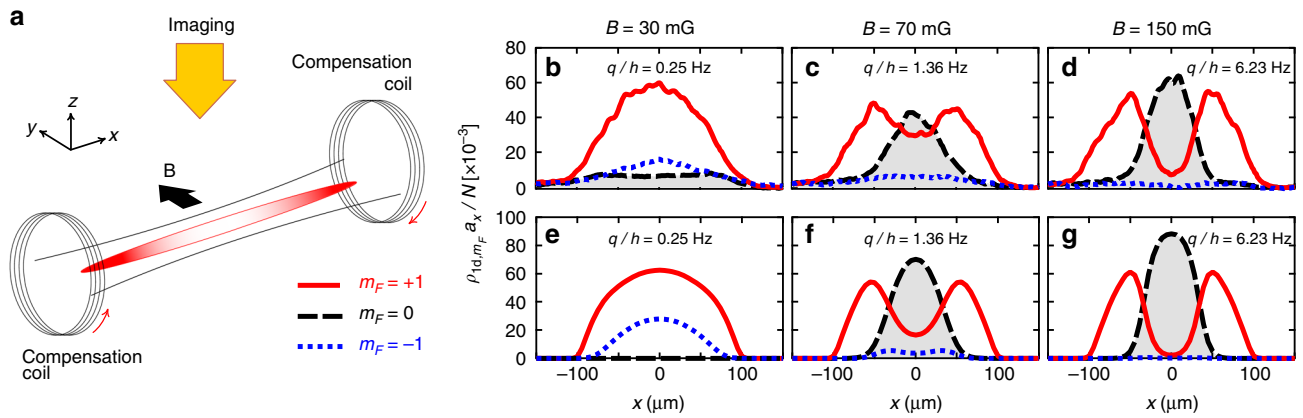 a
Imaging
Compensation
coil
z
y
x
B
m_F = +1
m_F = 0
m_F = −1
Compensation
coil
B = 30 mG
B = 70 mG
B = 150 mG
ρ_{1d,m_F} a_x / N [×10^{−3}]
80
60
40
20
0
b
q / h = 0.25 Hz
c
q / h = 1.36 Hz
d
q / h = 6.23 Hz
100
80
60
40
20
0
e
q / h = 0.25 Hz
f
q / h = 1.36 Hz
g
q / h = 6.23 Hz
−100 0 100
−100 0 100
−100 0 100
x (μm)
x (μm)
x (μm)